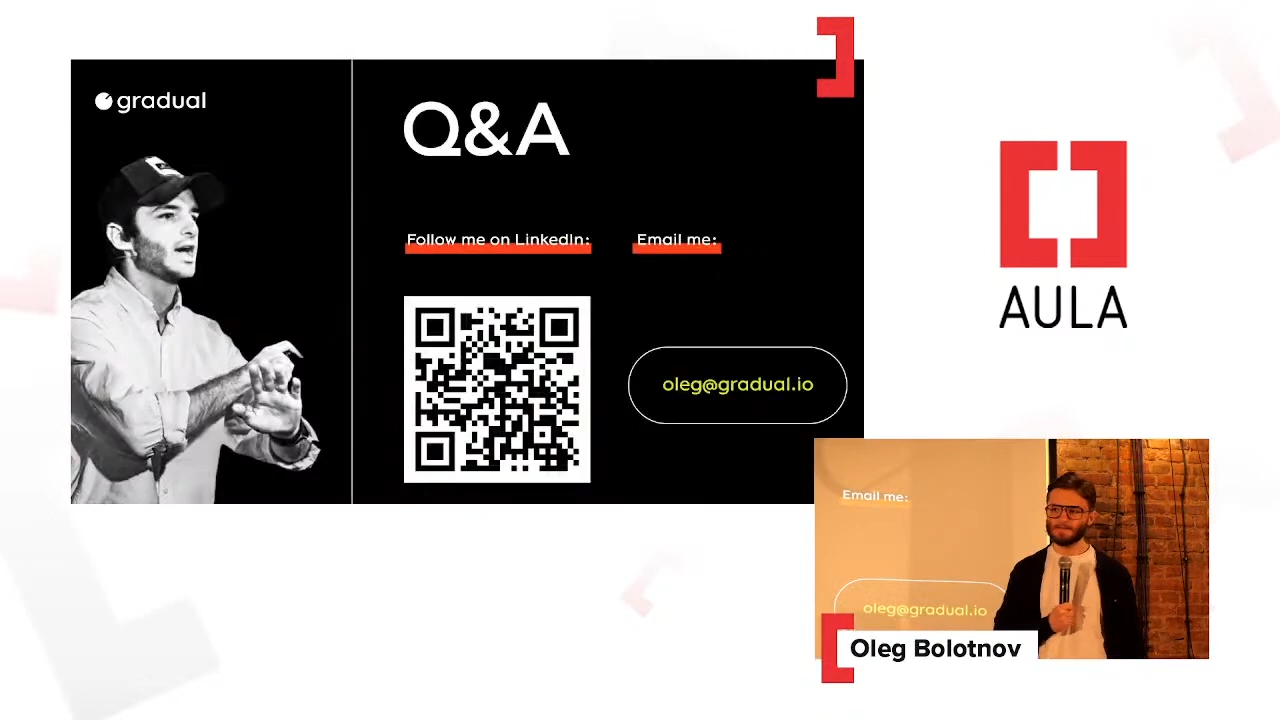 gradual
Q&A
Follow me on LinkedIn:
Email me:
oleg@gradual.io
AULA
Email me:
oleg@gradual.io
Oleg Bolotnov